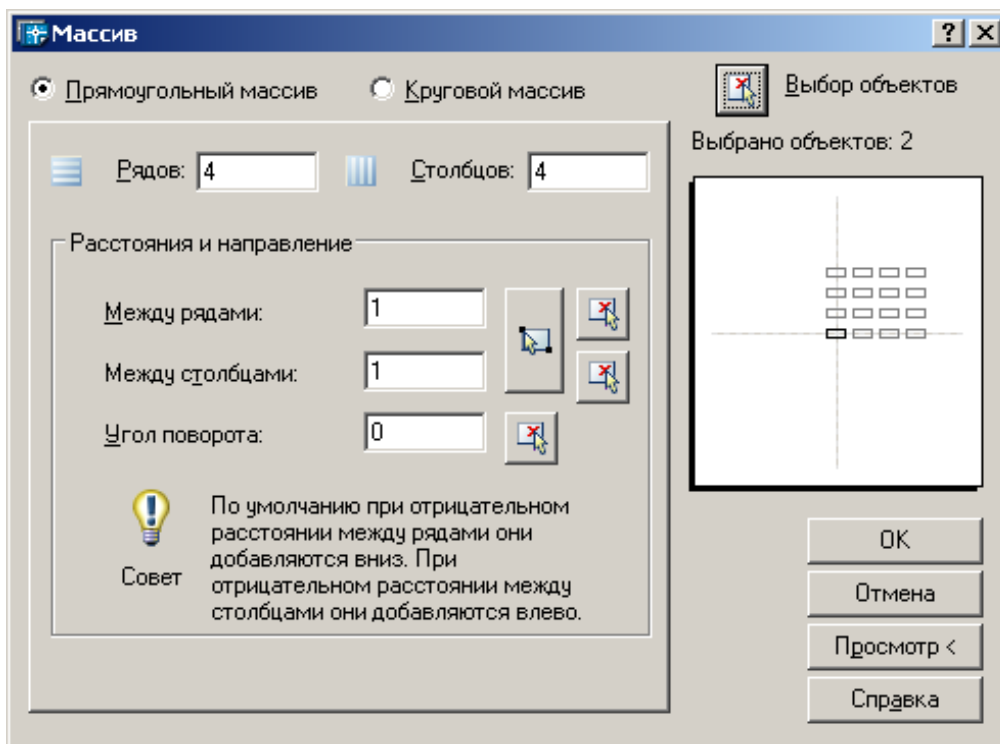 Массив
Прямоугольный массив
Круговой массив
Выбор объектов
Выбрано объектов: 2
Рядов: 4
Столбцов: 4
Расстояния и направление
Между рядами: 1
Между столбцами: 1
Угол поворота: 0
Совет
По умолчанию при отрицательном
расстоянии между рядами они
добавляются вниз. При
отрицательном расстоянии между
столбцами они добавляются влево.
OK
Отмена
Просмотр <
Справка